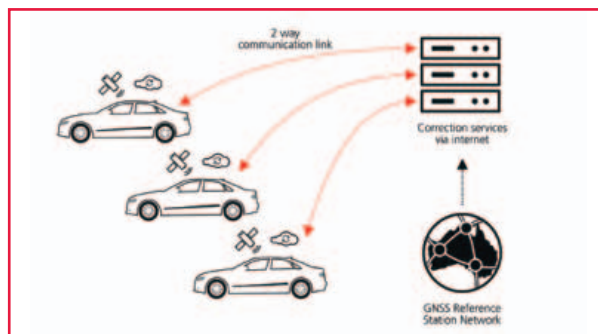 2 way
communication link
Correction services
via internet
GNSS Reference
Station Network